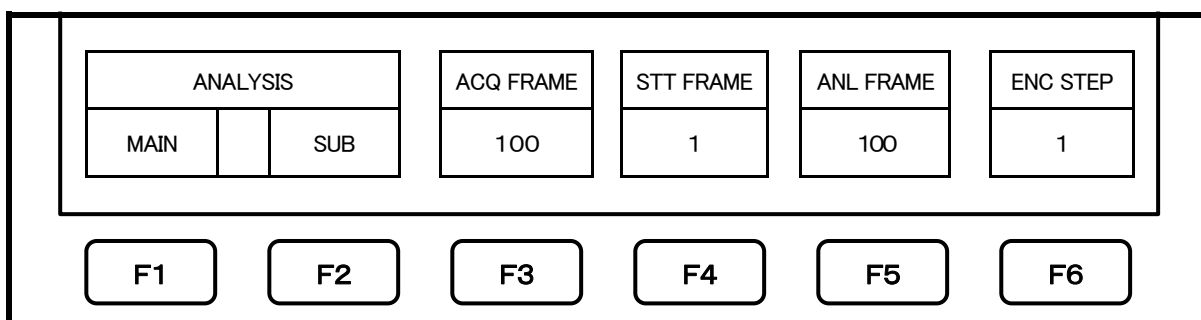 ANALYSIS ACQ FRAME STT FRAME ANL FRAME ENC STEP
MAIN SUB 100 1 100 1
F1 F2 F3 F4 F5 F6